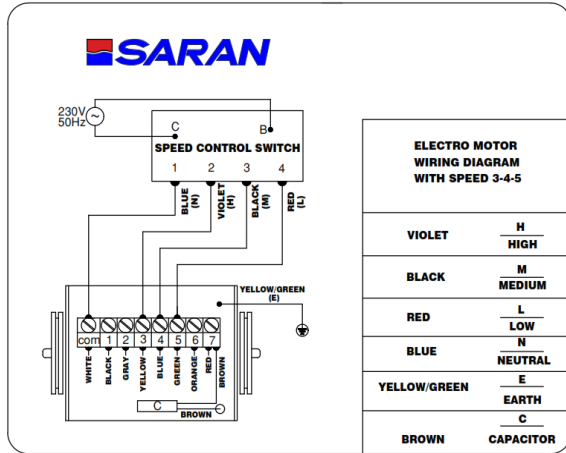 SARAN
230V
50Hz
C
B
SPEED CONTROL SWITCH
1 2 3 4
BLUE
(N)
VIOLET
(H)
BLACK
(M)
RED
(L)
YELLOW/GREEN
(E)
com 1 2 3 4 5 6 7
WHITE
BLACK
GRAY
YELLOW
BLUE
GREEN
ORANGE
RED
BROWN
C
BROWN
ELECTRO MOTOR
WIRING DIAGRAM
WITH SPEED 3-4-5
VIOLET H
HIGH
BLACK M
MEDIUM
RED L
LOW
BLUE N
NEUTRAL
YELLOW/GREEN E
EARTH
C
BROWN CAPACITOR